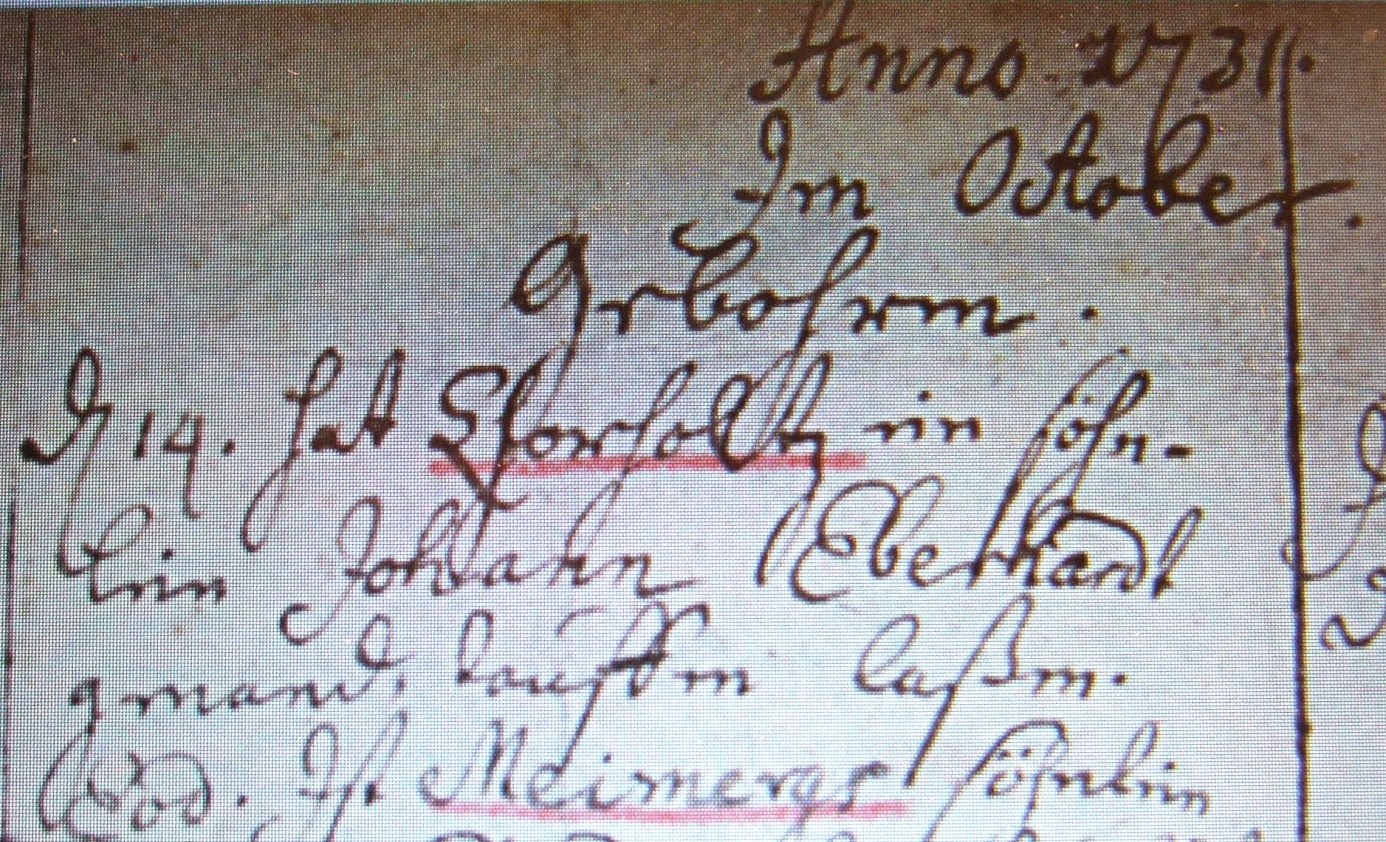 Anno 1731.
Im October.
Gebohren.
D 14. hat ein söhn-
lein Johann Eberhardt
genand, tauffen laßen.
Eod. Ist Meimergs söhnlein